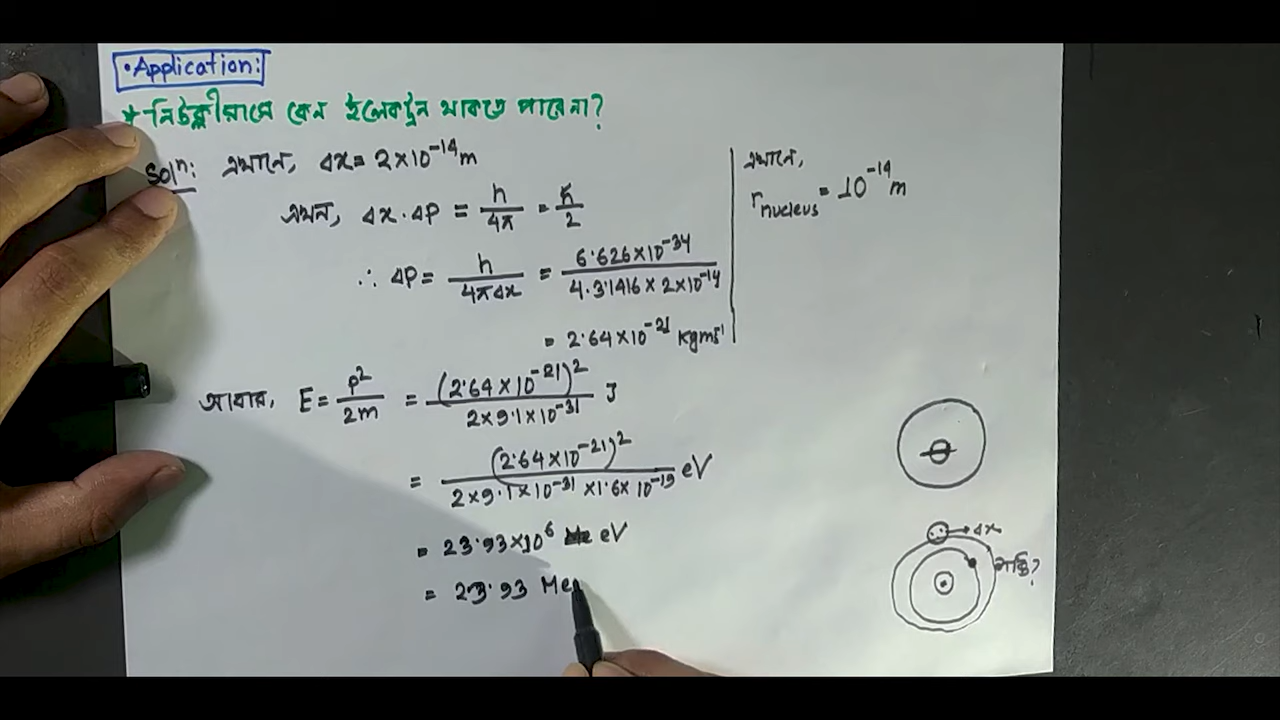 •Application:
* নিউক্লীয়াসে কেন ইলেকট্রন থাকতে পারেনা?
Solⁿ: এখানে, Δx = 2×10⁻¹⁴m
এখন, Δx·ΔP = h/4π = ħ/2
∴ ΔP = h/4πΔx = 6·626×10⁻³⁴/4·3·1416×2×10⁻¹⁴
= 2·64×10⁻²¹ kgms⁻¹
এখানে,
r nucleus = 10⁻¹⁴m
আবার, E = P²/2m = (2·64×10⁻²¹)²/2×9·1×10⁻³¹ J
= (2·64×10⁻²¹)²/2×9·1×10⁻³¹×1·6×10⁻¹⁹ eV
= 23·93×10⁶ eV
= 23·93 Me
Δx